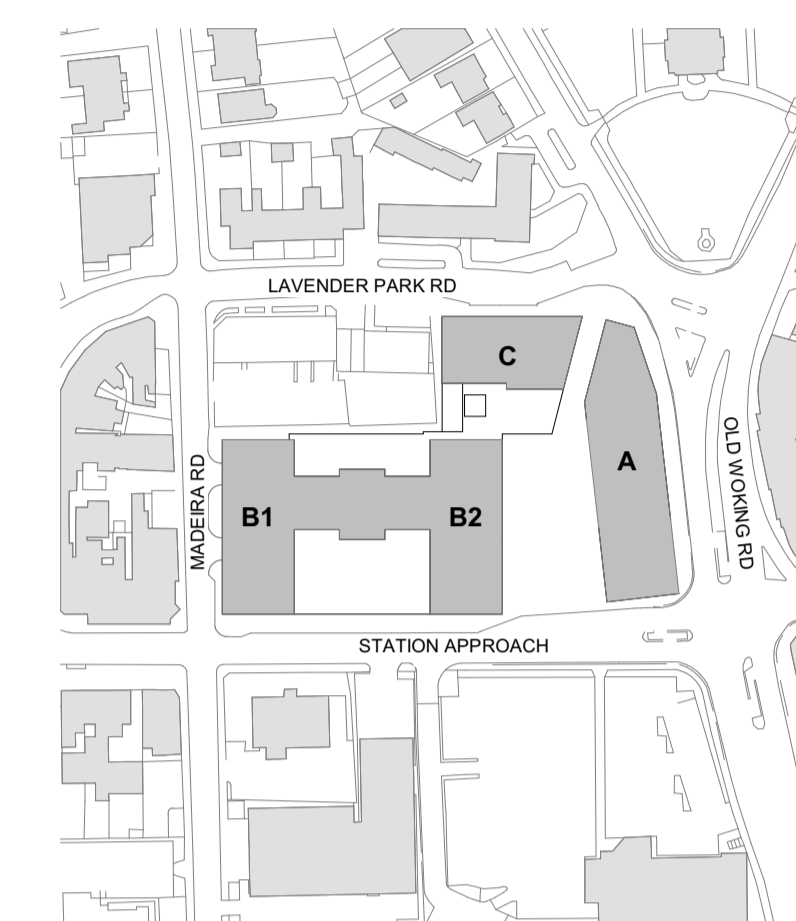 LAVENDER PARK RD
C
A
MADEIRA RD
OLD WOKING RD
B1
B2
STATION APPROACH